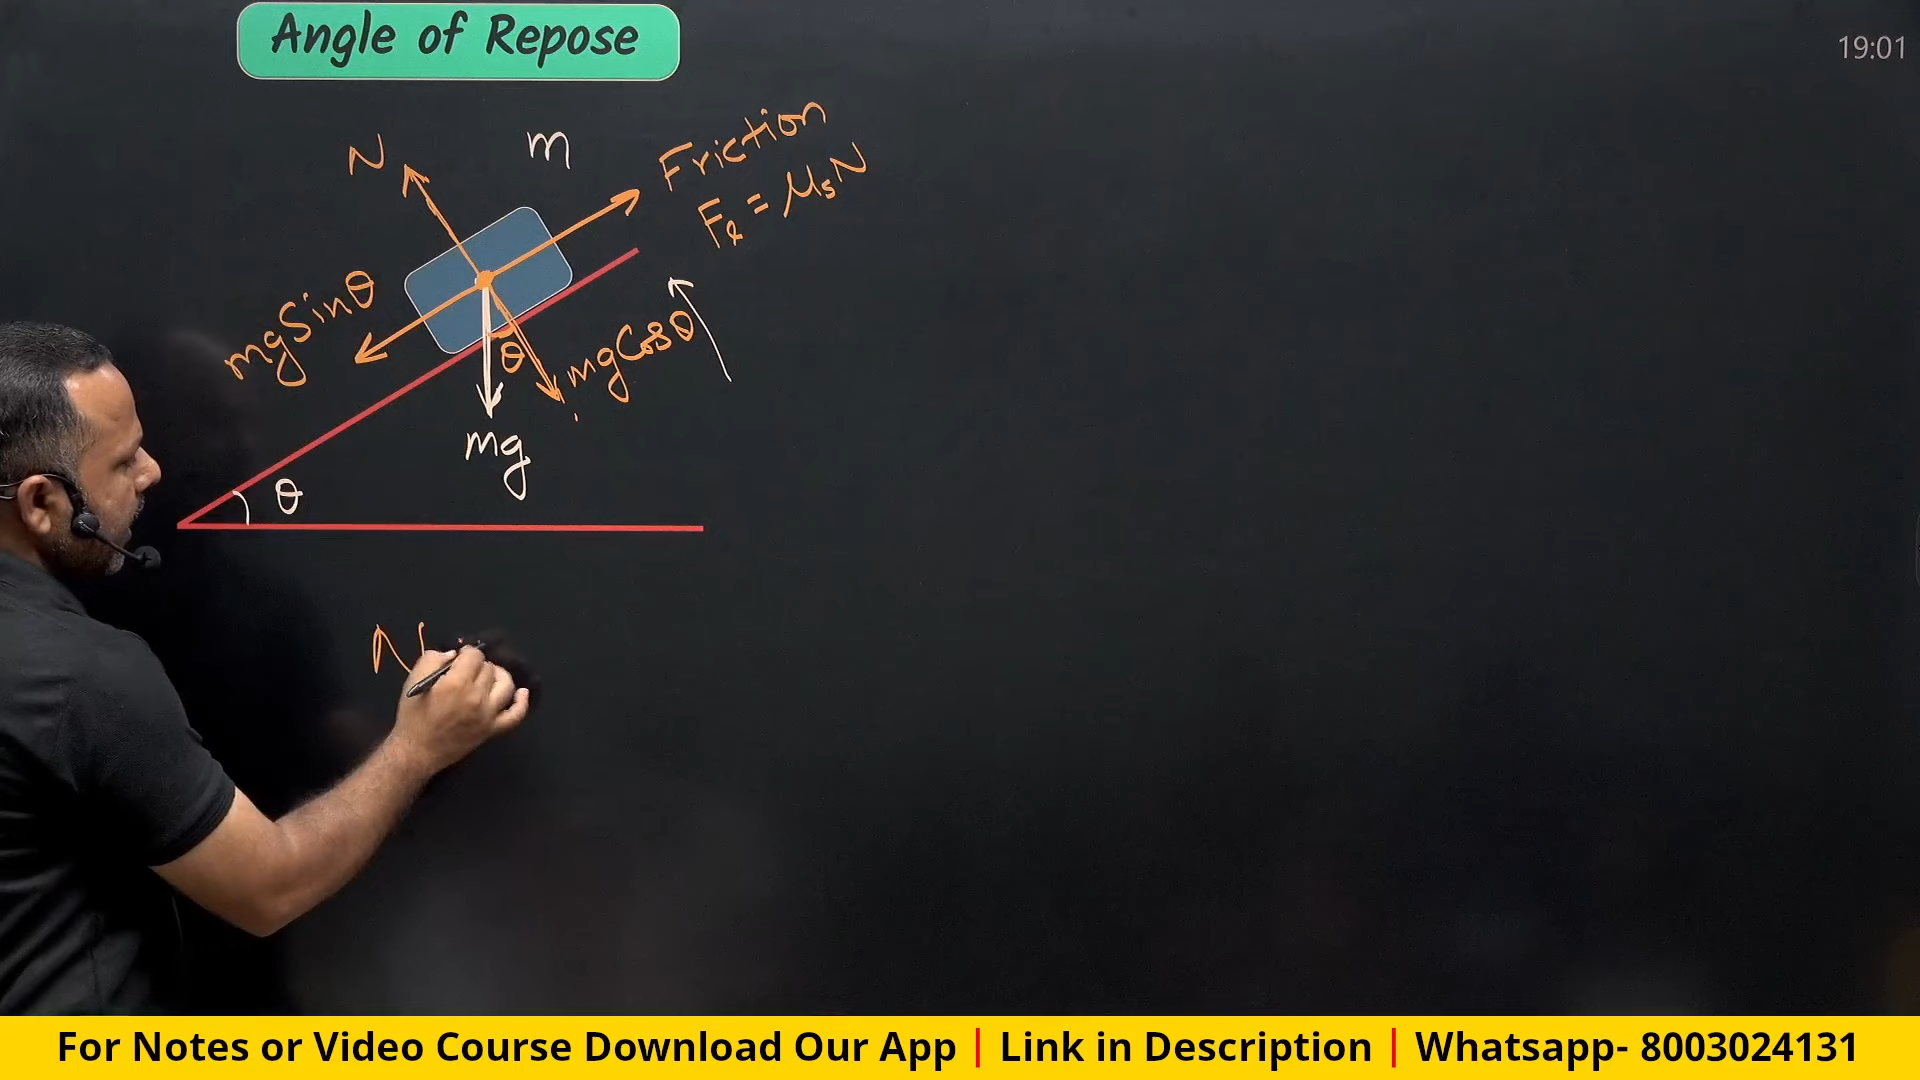 Angle of Repose
19:01
N
m
Friction
Fℓ = μsN
mgSinθ
θ
mgCosθ
mg
θ
N
For Notes or Video Course Download Our App | Link in Description | Whatsapp- 8003024131